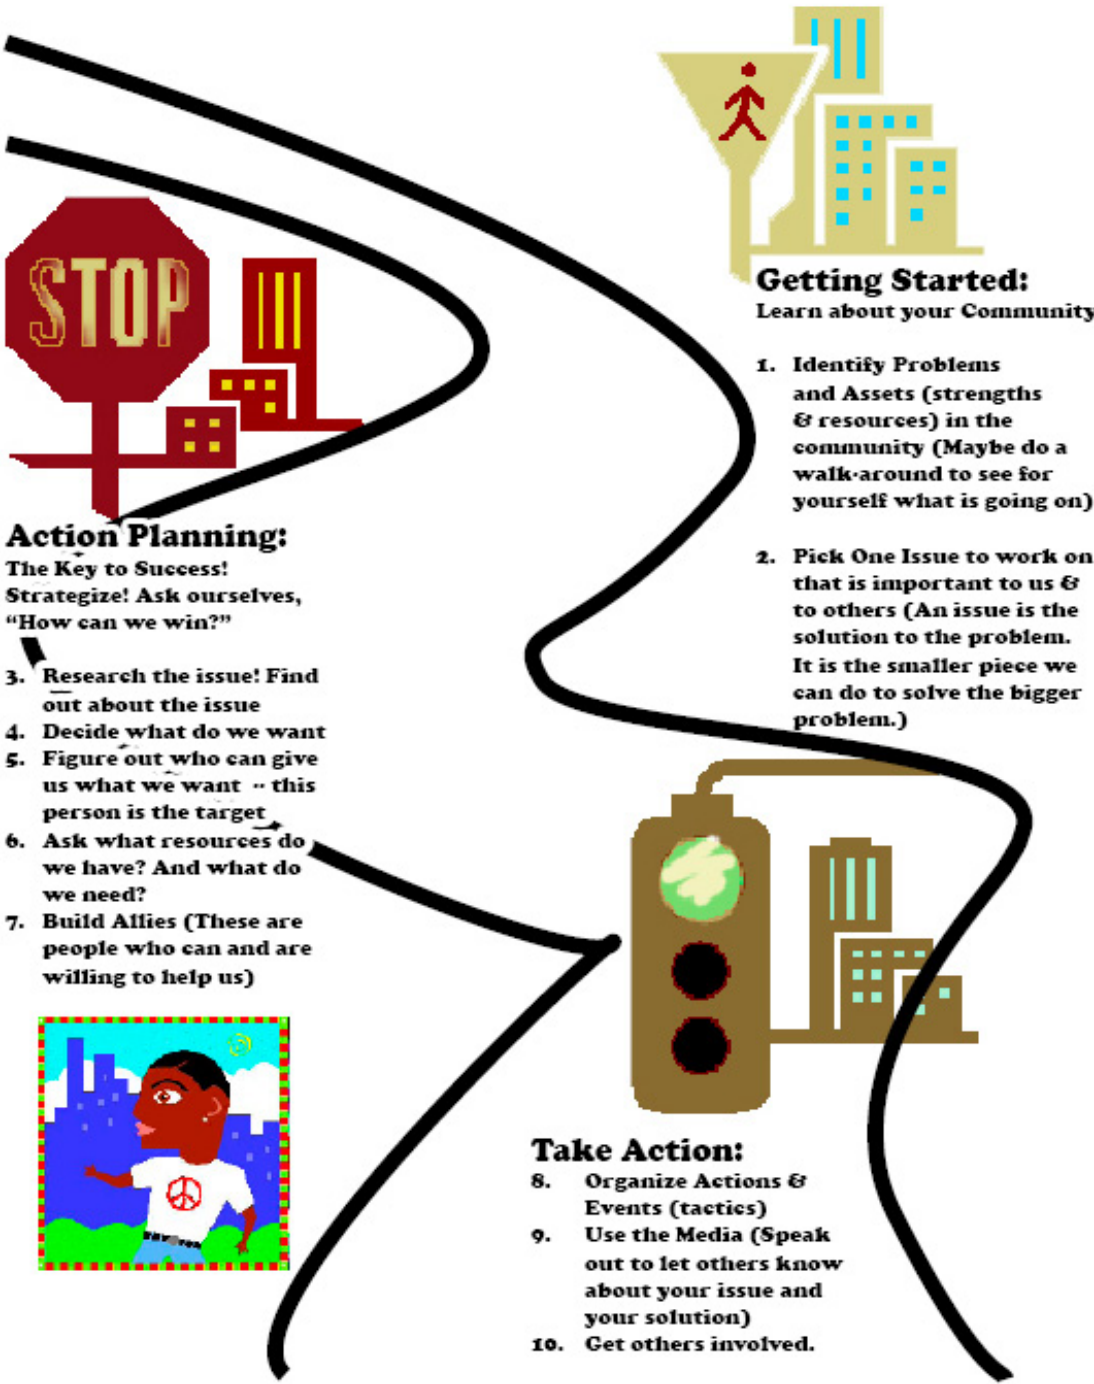 STOP
Getting Started:
Learn about your Community
1. Identify Problems
and Assets (strengths
& resources) in the
community (Maybe do a
walk-around to see for
yourself what is going on)
2. Pick One Issue to work on
that is important to us &
to others (An issue is the
solution to the problem.
It is the smaller piece we
can do to solve the bigger
problem.)
Action Planning:
The Key to Success!
Strategize! Ask ourselves,
“How can we win?”
3. Research the issue! Find
out about the issue
4. Decide what do we want
5. Figure out who can give
us what we want -- this
person is the target
6. Ask what resources do
we have? And what do
we need?
7. Build Allies (These are
people who can and are
willing to help us)
Take Action:
8. Organize Actions &
Events (tactics)
9. Use the Media (Speak
out to let others know
about your issue and
your solution)
10. Get others involved.